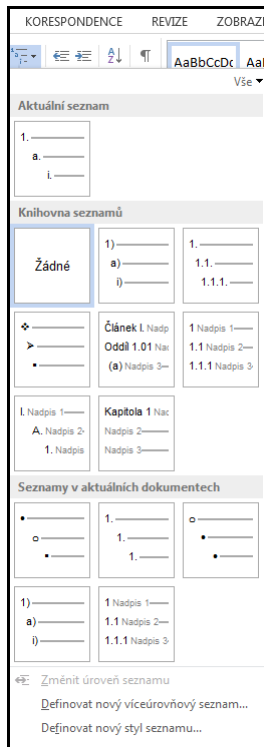 KORESPONDENCE REVIZE ZOBRAZE
AaBbCcDc Aal
Vše
Aktuální seznam
1.
a.
i.
Knihovna seznamů
Žádné
1)
a)
i)
1.
1.1.
1.1.1.
Článek I. Nadp
Oddíl 1.01 Nac
(a) Nadpis 3
1 Nadpis 1
1.1 Nadpis 2
1.1.1 Nadpis 3
I. Nadpis 1
A. Nadpis 2
1. Nadpis
Kapitola 1 Nac
Nadpis 2
Nadpis 3
Seznamy v aktuálních dokumentech
1.
1.
1.
1)
a)
i)
1 Nadpis 1
1.1 Nadpis 2
1.1.1 Nadpis 3
Změnit úroveň seznamu
Definovat nový víceúrovňový seznam...
Definovat nový styl seznamu...